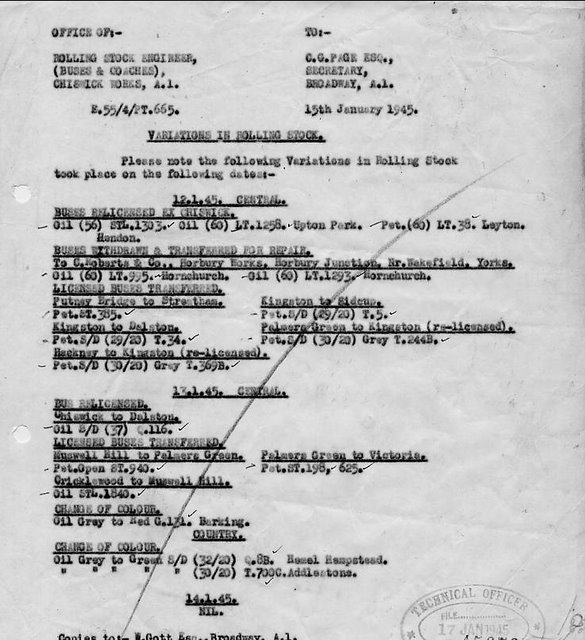 OFFICE OF:- TO:-
ROLLING STOCK ENGINEER, C.G.PAGE ESQ.,
(BUSES & COACHES), SECRETARY,
CHISWICK WORKS, A.1. BROADWAY, A.1.
E.55/4/PT.665. 15th January 1945.
VARIATIONS IN ROLLING STOCK.
Please note the following Variations in Rolling Stock
took place on the following dates:-
12.1.45. CENTRAL.
BUSES RELICENSED EX CHISWICK.
Oil (56) STL.1303. Oil (60) LT.1258. Upton Park. Pet.(60) LT.38. Leyton.
Hendon.
BUSES WITHDRAWN & TRANSFERRED FOR REPAIR.
To C.Roberts & Co., Horbury Works, Horbury Junction, Nr.Wakefield, Yorks.
Oil (60) LT.995. Hornchurch. Oil (60) LT.1293. Hornchurch.
LICENSED BUSES TRANSFERRED.
Putney Bridge to Streatham. Kingston to Sidcup.
Pet.ST.385. Pet.S/D (29/20) T.5.
Kingston to Dalston. Palmers Green to Kingston (re-licensed).
Pet.S/D (29/20) T.34. Pet.S/D (30/20) Grey T.244B.
Hackney to Kingston (re-licensed).
Pet.S/D (30/20) Grey T.369B.
13.1.45. CENTRAL.
BUS RELICENSED.
Chiswick to Dalston.
Oil S/D (37) Q.116.
LICENSED BUSES TRANSFERRED.
Muswell Hill to Palmers Green. Palmers Green to Victoria.
Pet.Open ST.940. Pet.ST.198, 625.
Cricklewood to Muswell Hill.
Oil STL.1840.
CHANGE OF COLOUR.
Oil Grey to Red G.131. Barking.
COUNTRY.
CHANGE OF COLOUR.
Oil Grey to Green S/D (32/20) Q.8B. Hemel Hempstead.
" " " " (30/20) T.700C. Addlestone.
14.1.45.
NIL.
TECHNICAL OFFICER
FILE
17 JAN 1945
Copies to:- W.Gott Esq., Broadway, A.1.